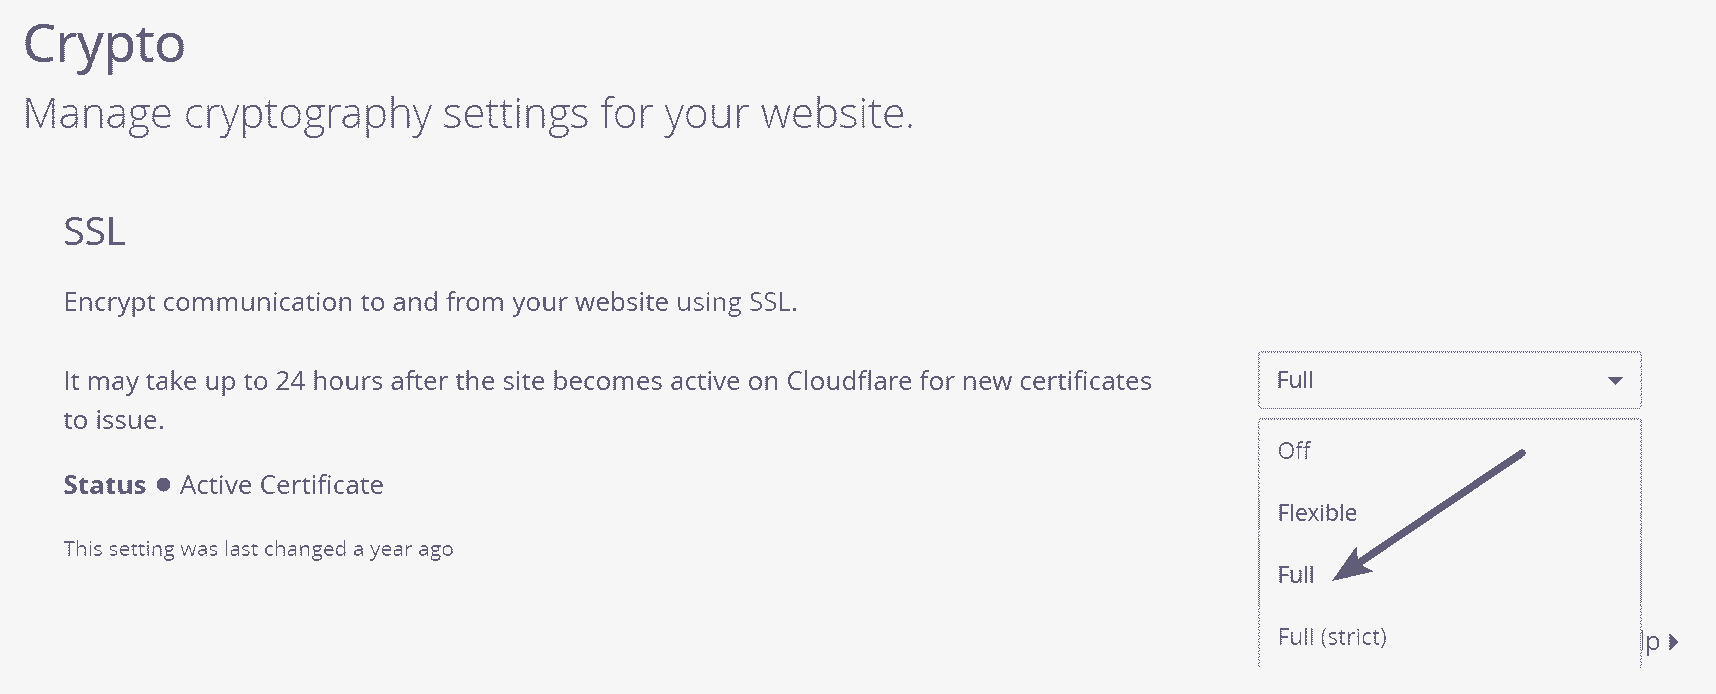 Crypto
Manage cryptography settings for your website.
SSL
Encrypt communication to and from your website using SSL.
It may take up to 24 hours after the site becomes active on Cloudflare for new certificates
to issue.
Status ● Active Certificate
This setting was last changed a year ago
Full
Off
Flexible
Full
Full (strict)